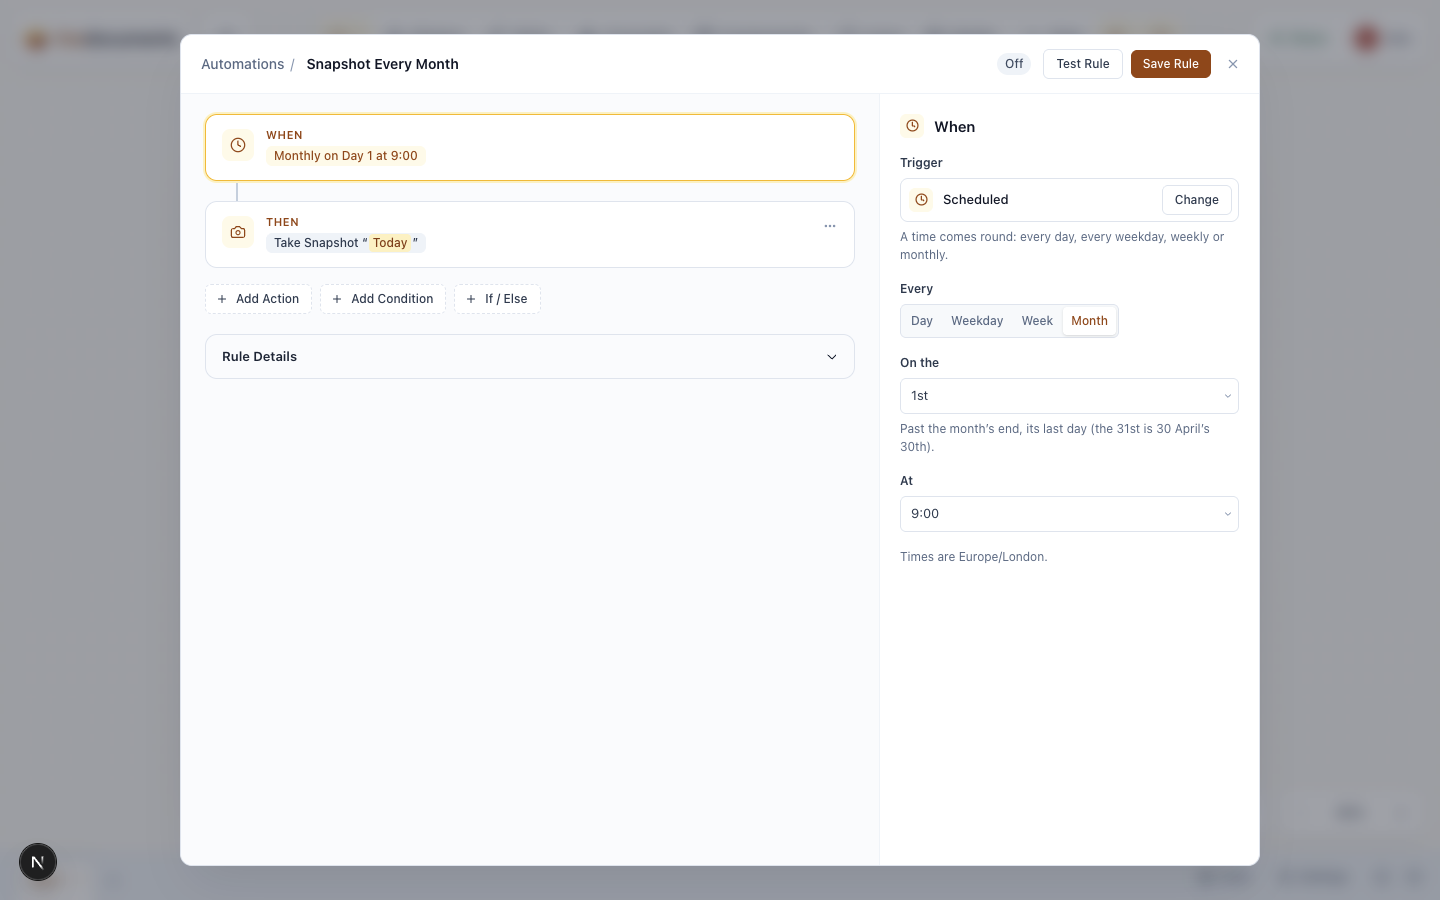 Automations / Snapshot Every Month
Off
Test Rule
Save Rule
WHEN
Monthly on Day 1 at 9:00
THEN
Take Snapshot “ Today ”
Add Action
Add Condition
If / Else
Rule Details
When
Trigger
Scheduled
Change
A time comes round: every day, every weekday, weekly or
monthly.
Every
Day
Weekday
Week
Month
On the
1st
Past the month’s end, its last day (the 31st is 30 April’s
30th).
At
9:00
Times are Europe/London.
N